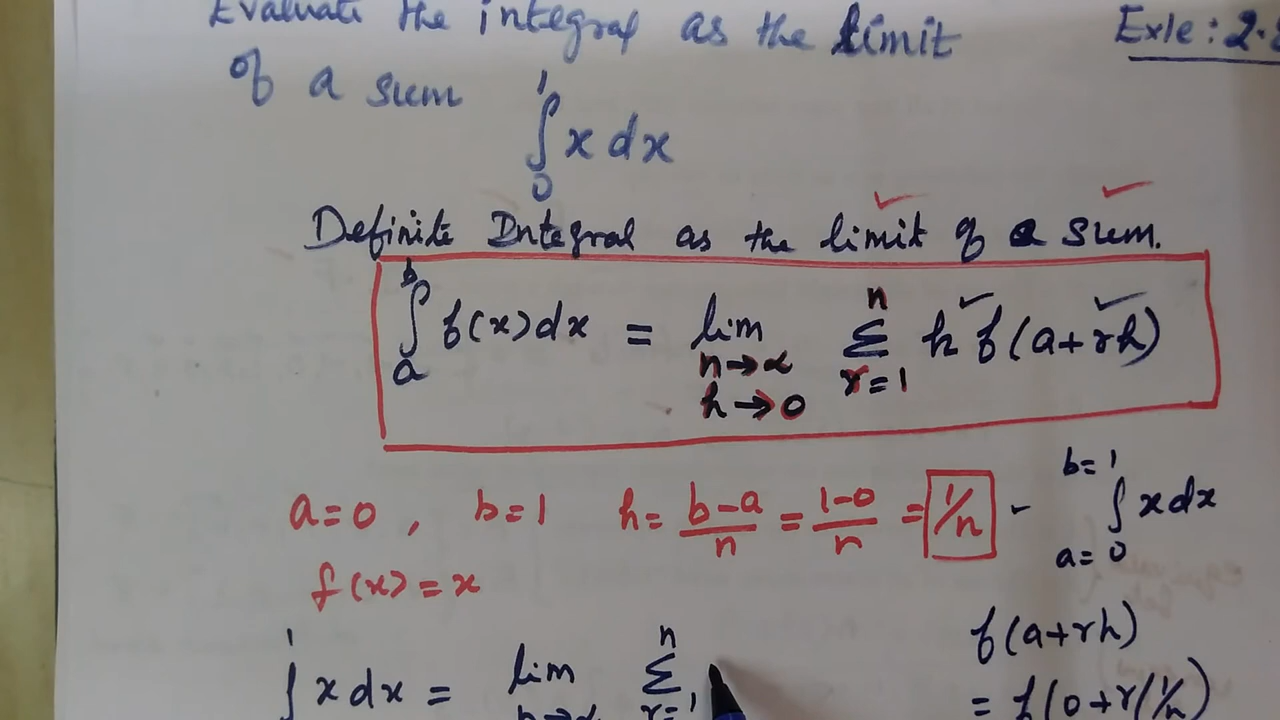 Evaluate the integral as the limit Exle: 2.
of a sum ∫₀¹ x dx
Definite Integral as the limit of a sum.
∫ₐᵇ f(x) dx = lim n→∝ h→0 Σ r=1 n h f(a+rh)
a=0 , b=1 h= b-a/n = 1-0/n = 1/n - b=1 ∫ a=0 x dx
f(x) = x
∫¹ x dx = lim n→∝ Σ r=1 n
f(a+rh)
= f(0+r(1/n)